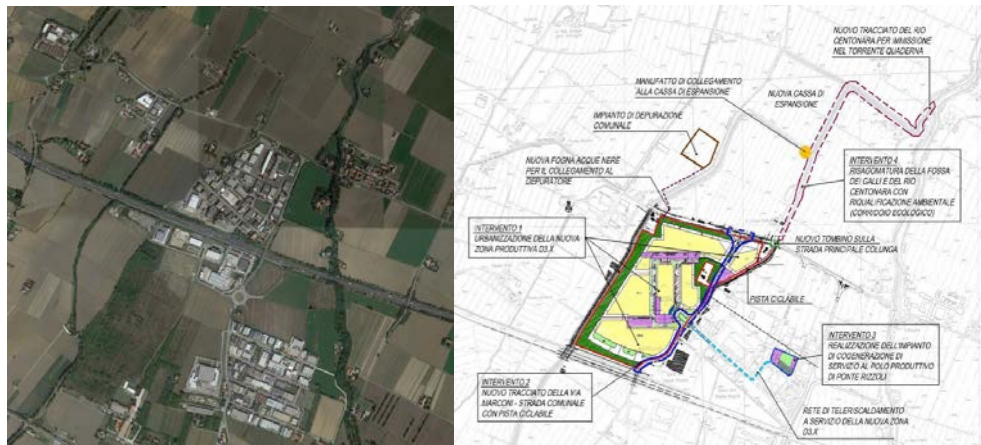 NUOVO TRACCIATO DEL RIO
CENTONARA PER IMMISSIONE
NEL TORRENTE QUADERNA
MANUFATTO DI COLLEGAMENTO
ALLA CASSA DI ESPANSIONE
NUOVA CASSA DI
ESPANSIONE
IMPIANTO DI DEPURAZIONE
COMUNALE
NUOVA FOGNA ACQUE NERE
PER IL COLLEGAMENTO AL
DEPURATORE
INTERVENTO 4
RISAGOMATURA DELLA FOSSA
DEI GALLI E DEL RIO
CENTONARA CON
RIQUALIFICAZIONE AMBIENTALE
(CORRIDOIO ECOLOGICO)
INTERVENTO 1
URBANIZZAZIONE DELLA NUOVA
ZONA PRODUTTIVA D3.X
NUOVO TOMBINO SULLA
STRADA PRINCIPALE COLUNGA
PISTA CICLABILE
INTERVENTO 3
REALIZZAZIONE DELL'IMPIANTO
DI COGENERAZIONE DI
SERVIZIO AL POLO PRODUTTIVO
DI PONTE RIZZOLI
INTERVENTO 2
NUOVO TRACCIATO DELLA VIA
MARCONI - STRADA COMUNALE
CON PISTA CICLABILE
RETE DI TELERISCALDAMENTO
A SERVIZIO DELLA NUOVA ZONA
D3.X